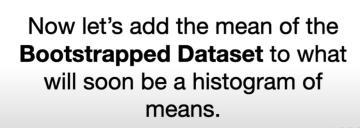 Now let's add the mean of the
Bootstrapped Dataset to what
will soon be a histogram of
means.